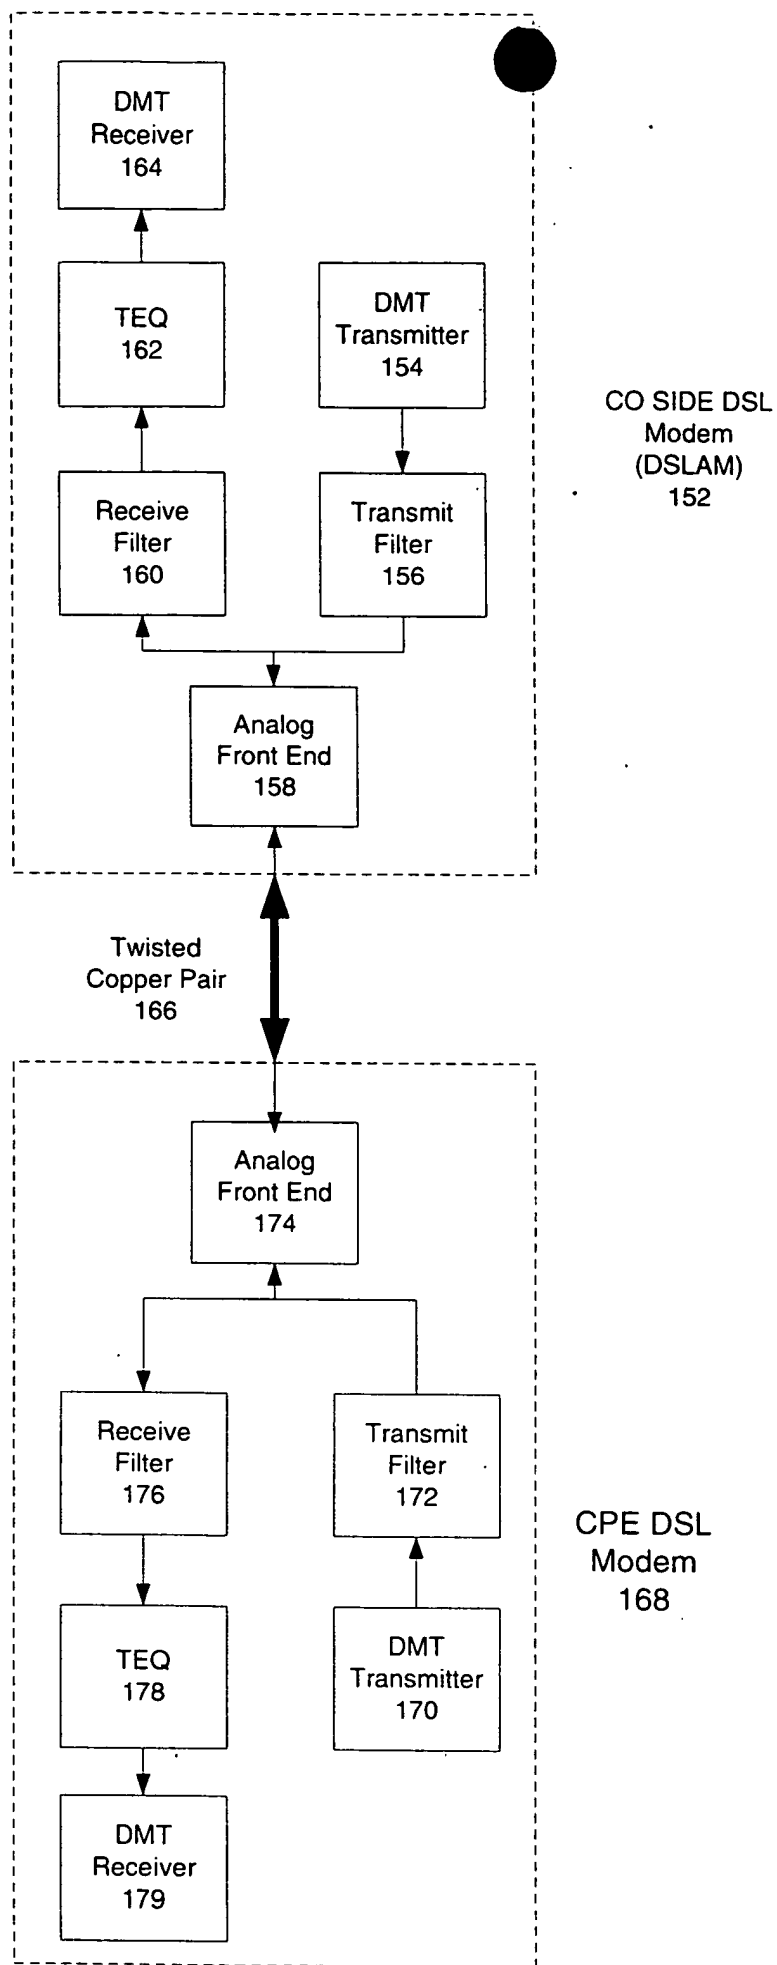 DMT
Receiver
164
TEQ
162
DMT
Transmitter
154
CO SIDE DSL
Modem
(DSLAM)
152
Receive
Filter
160
Transmit
Filter
156
Analog
Front End
158
Twisted
Copper Pair
166
Analog
Front End
174
Receive
Filter
176
Transmit
Filter
172
CPE DSL
Modem
168
TEQ
178
DMT
Transmitter
170
DMT
Receiver
179